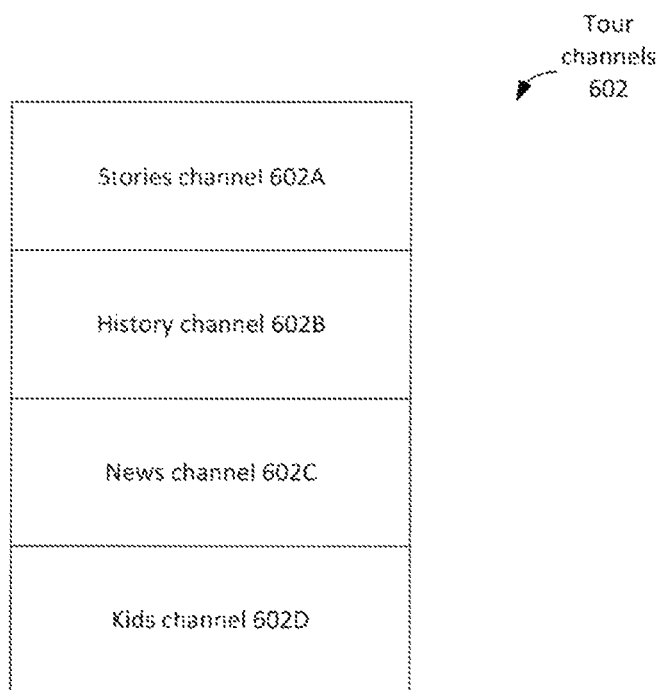 Tour
channels
602
Stories channel 602A
History channel 602B
News channel 602C
Kids channel 602D